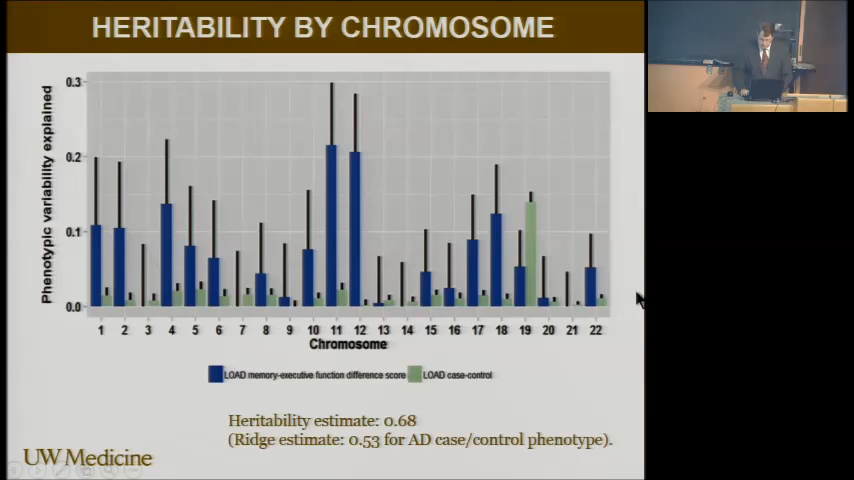 HERITABILITY BY CHROMOSOME
Phenotypic variability explained
0.3
0.2
0.1
0.0
1 2 3 4 5 6 7 8 9 10 11 12 13 14 15 16 17 18 19 20 21 22
Chromosome
LOAD memory-executive function difference score LOAD case-control
Heritability estimate: 0.68
(Ridge estimate: 0.53 for AD case/control phenotype).
UW Medicine